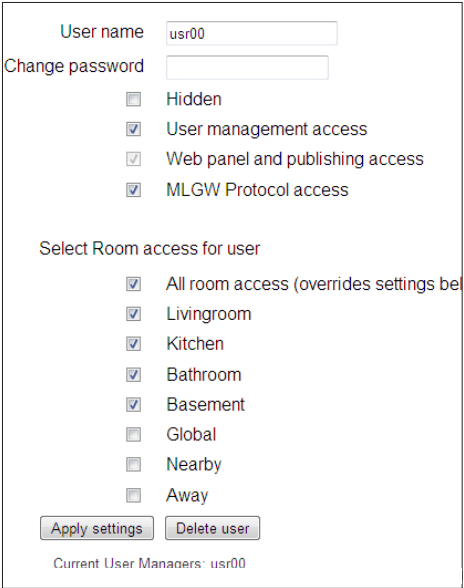 User name usr00
Change password
Hidden
User management access
Web panel and publishing access
MLGW Protocol access
Select Room access for user
All room access (overrides settings bel
Livingroom
Kitchen
Bathroom
Basement
Global
Nearby
Away
Apply settings Delete user
Current User Managers: usr00